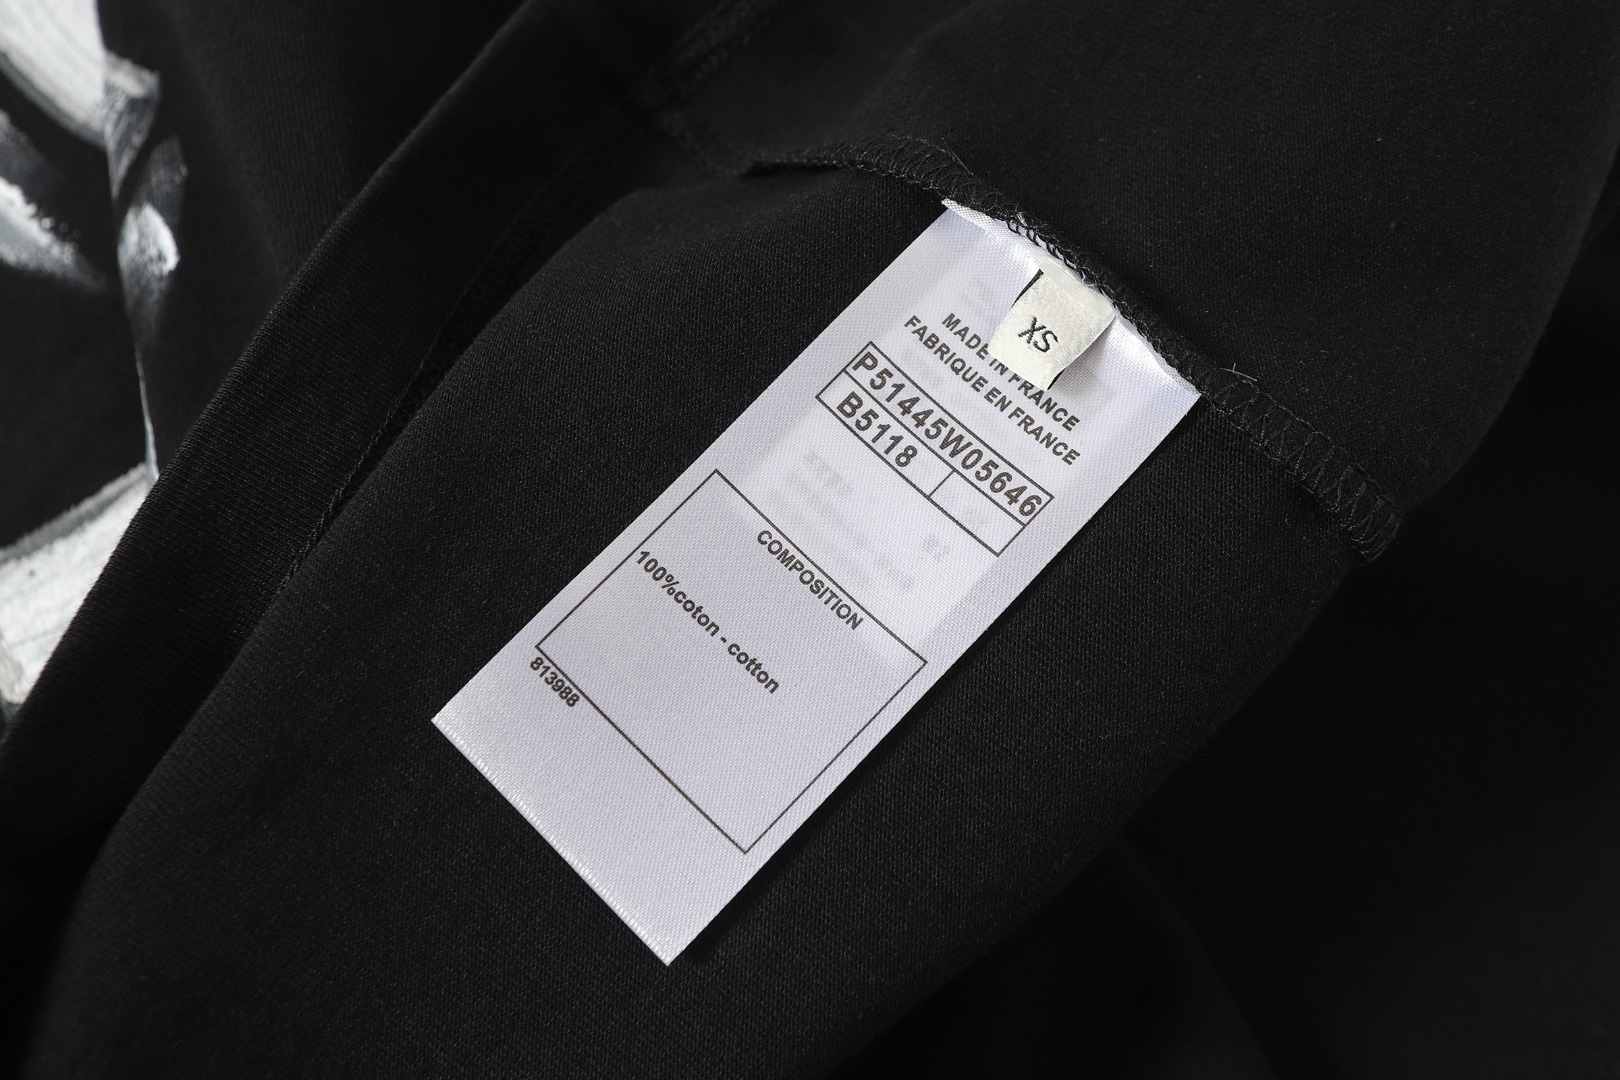 XS
MADE IN FRANCE
FABRIQUE EN FRANCE
P51445W05646
B5118
COMPOSITION
100%coton - cotton
813988